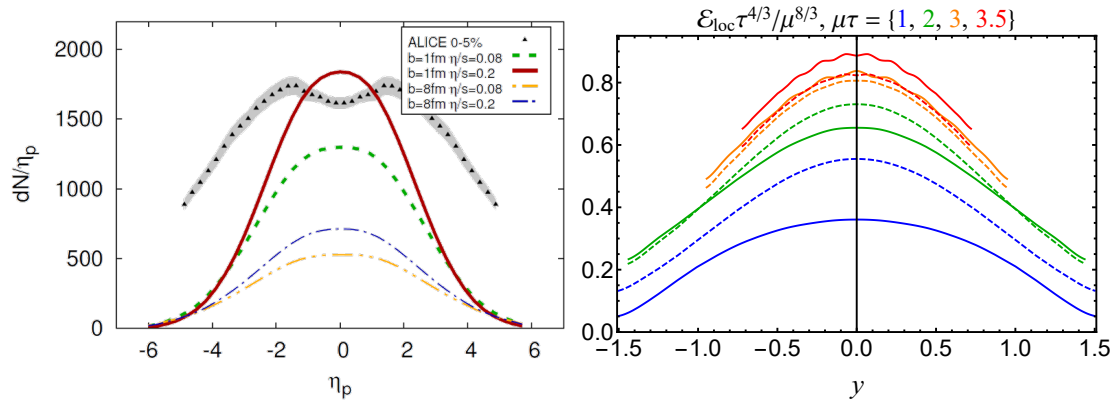 ALICE 0-5%
b=1fm η/s=0.08
b=1fm η/s=0.2
b=8fm η/s=0.08
b=8fm η/s=0.2
2000
1500
1000
500
0
dN/ηp
-6 -4 -2 0 2 4 6
ηp
ℰloc τ^4/3/μ^8/3, μτ = {1, 2, 3, 3.5}
0.8
0.6
0.4
0.2
0.0
−1.5 −1.0 −0.5 0.0 0.5 1.0 1.5
y